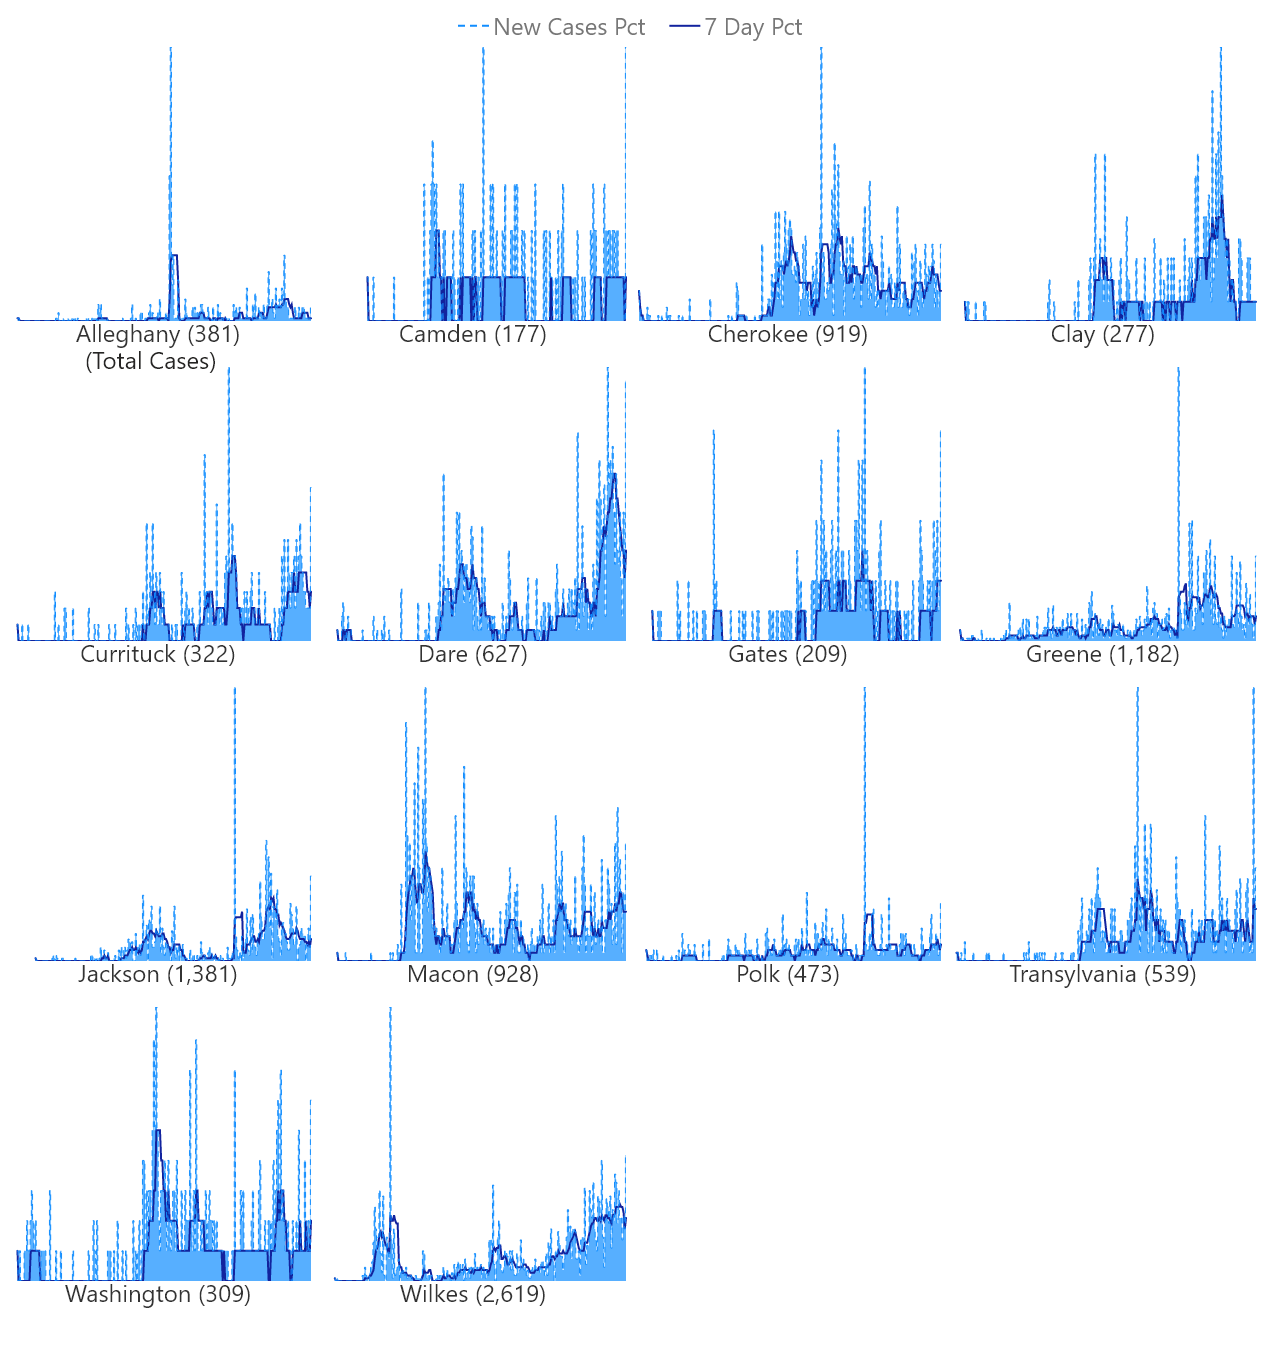 New Cases Pct 7 Day Pct
Alleghany (381)
(Total Cases)
Camden (177)
Cherokee (919)
Clay (277)
Currituck (322)
Dare (627)
Gates (209)
Greene (1,182)
Jackson (1,381)
Macon (928)
Polk (473)
Transylvania (539)
Washington (309)
Wilkes (2,619)